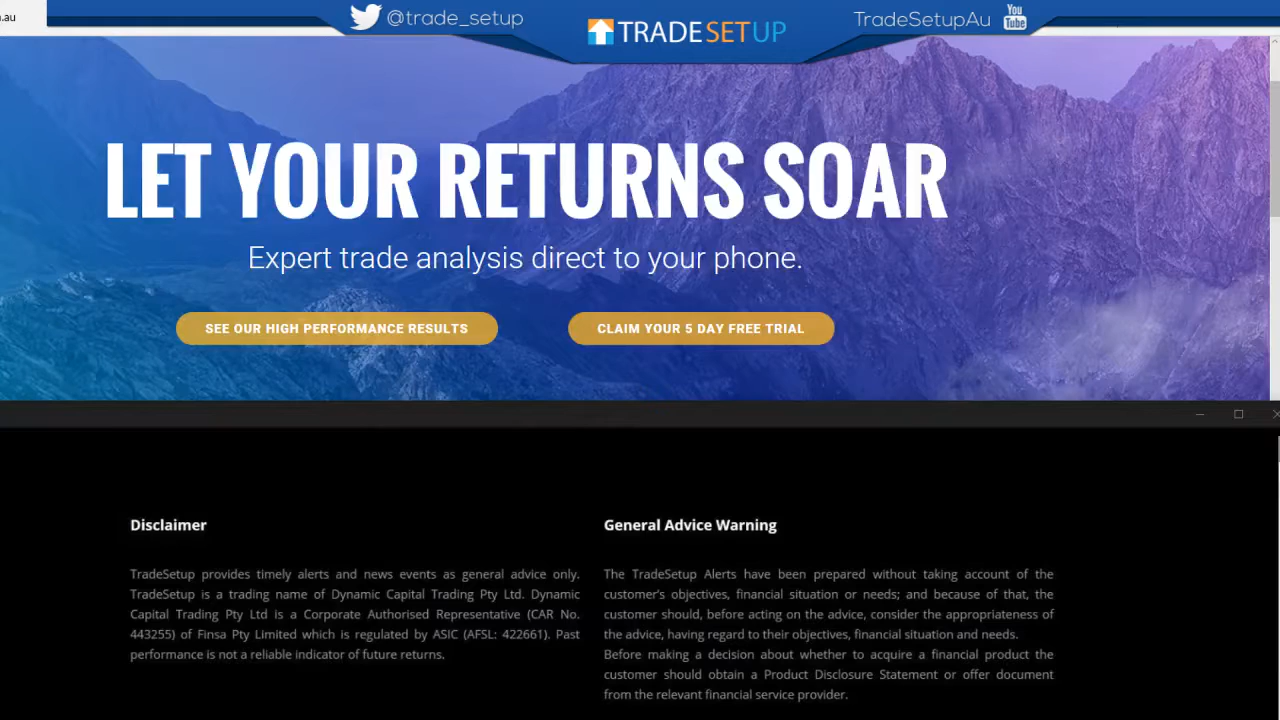 .au
@trade_setup
TRADESETUP
TradeSetupAu
You
Tube
LET YOUR RETURNS SOAR
Expert trade analysis direct to your phone.
SEE OUR HIGH PERFORMANCE RESULTS
CLAIM YOUR 5 DAY FREE TRIAL
Disclaimer
TradeSetup provides timely alerts and news events as general advice only.
TradeSetup is a trading name of Dynamic Capital Trading Pty Ltd. Dynamic
Capital Trading Pty Ltd is a Corporate Authorised Representative (CAR No.
443255) of Finsa Pty Limited which is regulated by ASIC (AFSL: 422661). Past
performance is not a reliable indicator of future returns.
General Advice Warning
The TradeSetup Alerts have been prepared without taking account of the
customer's objectives, financial situation or needs; and because of that, the
customer should, before acting on the advice, consider the appropriateness of
the advice, having regard to their objectives, financial situation and needs.
Before making a decision about whether to acquire a financial product the
customer should obtain a Product Disclosure Statement or offer document
from the relevant financial service provider.